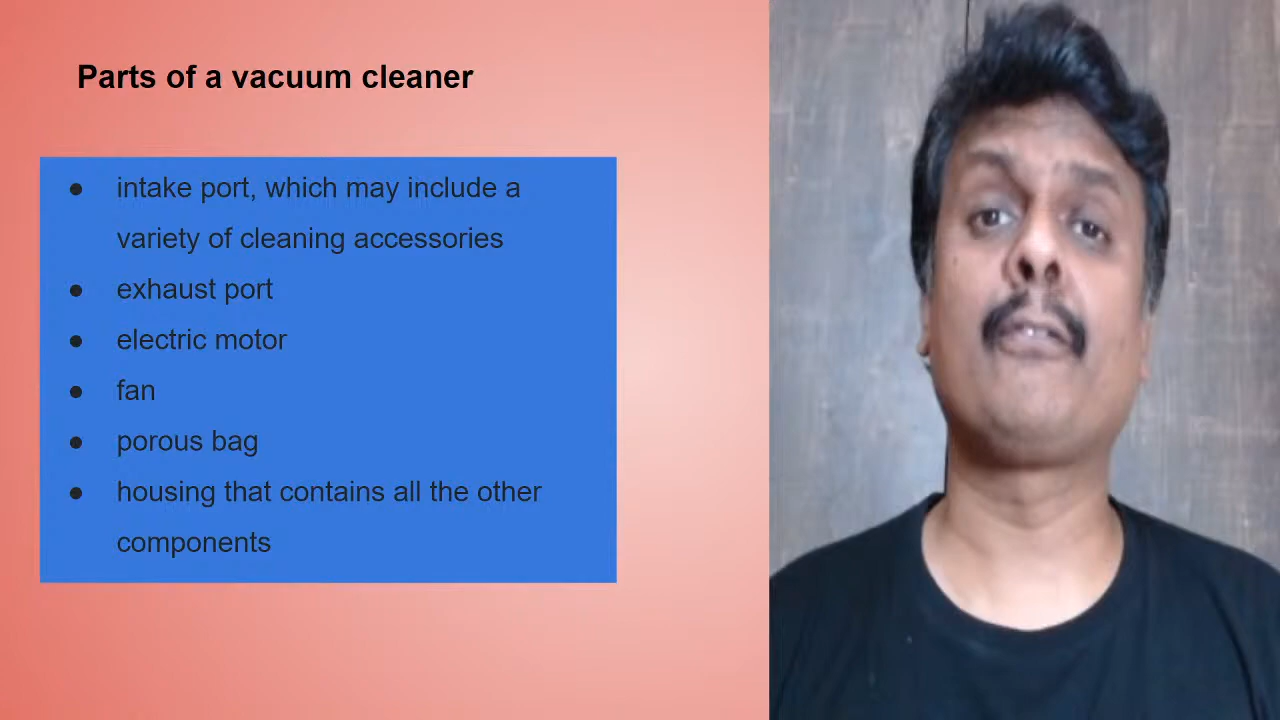 Parts of a vacuum cleaner
● intake port, which may include a
variety of cleaning accessories
● exhaust port
● electric motor
● fan
● porous bag
● housing that contains all the other
components